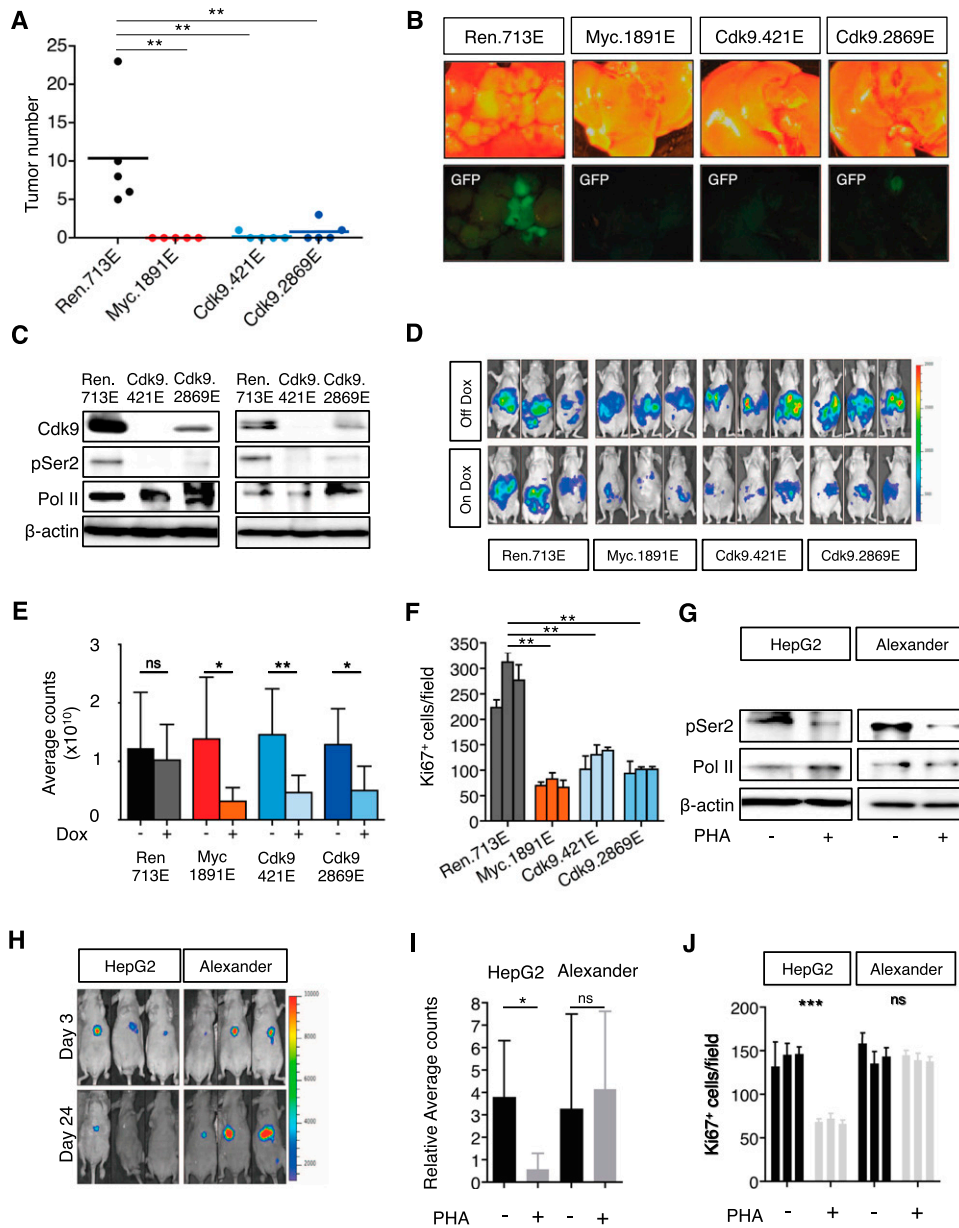 A
**
**
**
25
20
15
10
5
0
Tumor number
Ren.713E
Myc.1891E
Cdk9.421E
Cdk9.2869E
B
Ren.713E
Myc.1891E
Cdk9.421E
Cdk9.2869E
GFP
GFP
GFP
GFP
C
Ren. Cdk9. Cdk9.
713E 421E 2869E
Ren. Cdk9. Cdk9.
713E 421E 2869E
Cdk9
pSer2
Pol II
β-actin
D
Off Dox
On Dox
Ren.713E
Myc.1891E
Cdk9.421E
Cdk9.2869E
E
3
2
1
0
Average counts
(x10¹⁰)
ns
*
**
*
Dox
- + - + - + - +
Ren Myc Cdk9 Cdk9
713E 1891E 421E 2869E
F
**
**
**
350
300
250
200
150
100
50
0
Ki67⁺ cells/field
Ren.713E
Myc.1891E
Cdk9.421E
Cdk9.2869E
G
HepG2
Alexander
pSer2
Pol II
β-actin
PHA - + - +
H
HepG2
Alexander
Day 3
Day 24
10000
8000
6000
4000
2000
I
HepG2 Alexander
8
7
6
5
4
3
2
1
0
Relative Average counts
*
ns
PHA - + - +
J
HepG2
Alexander
***
ns
200
150
100
50
0
Ki67⁺ cells/field
PHA - + - +